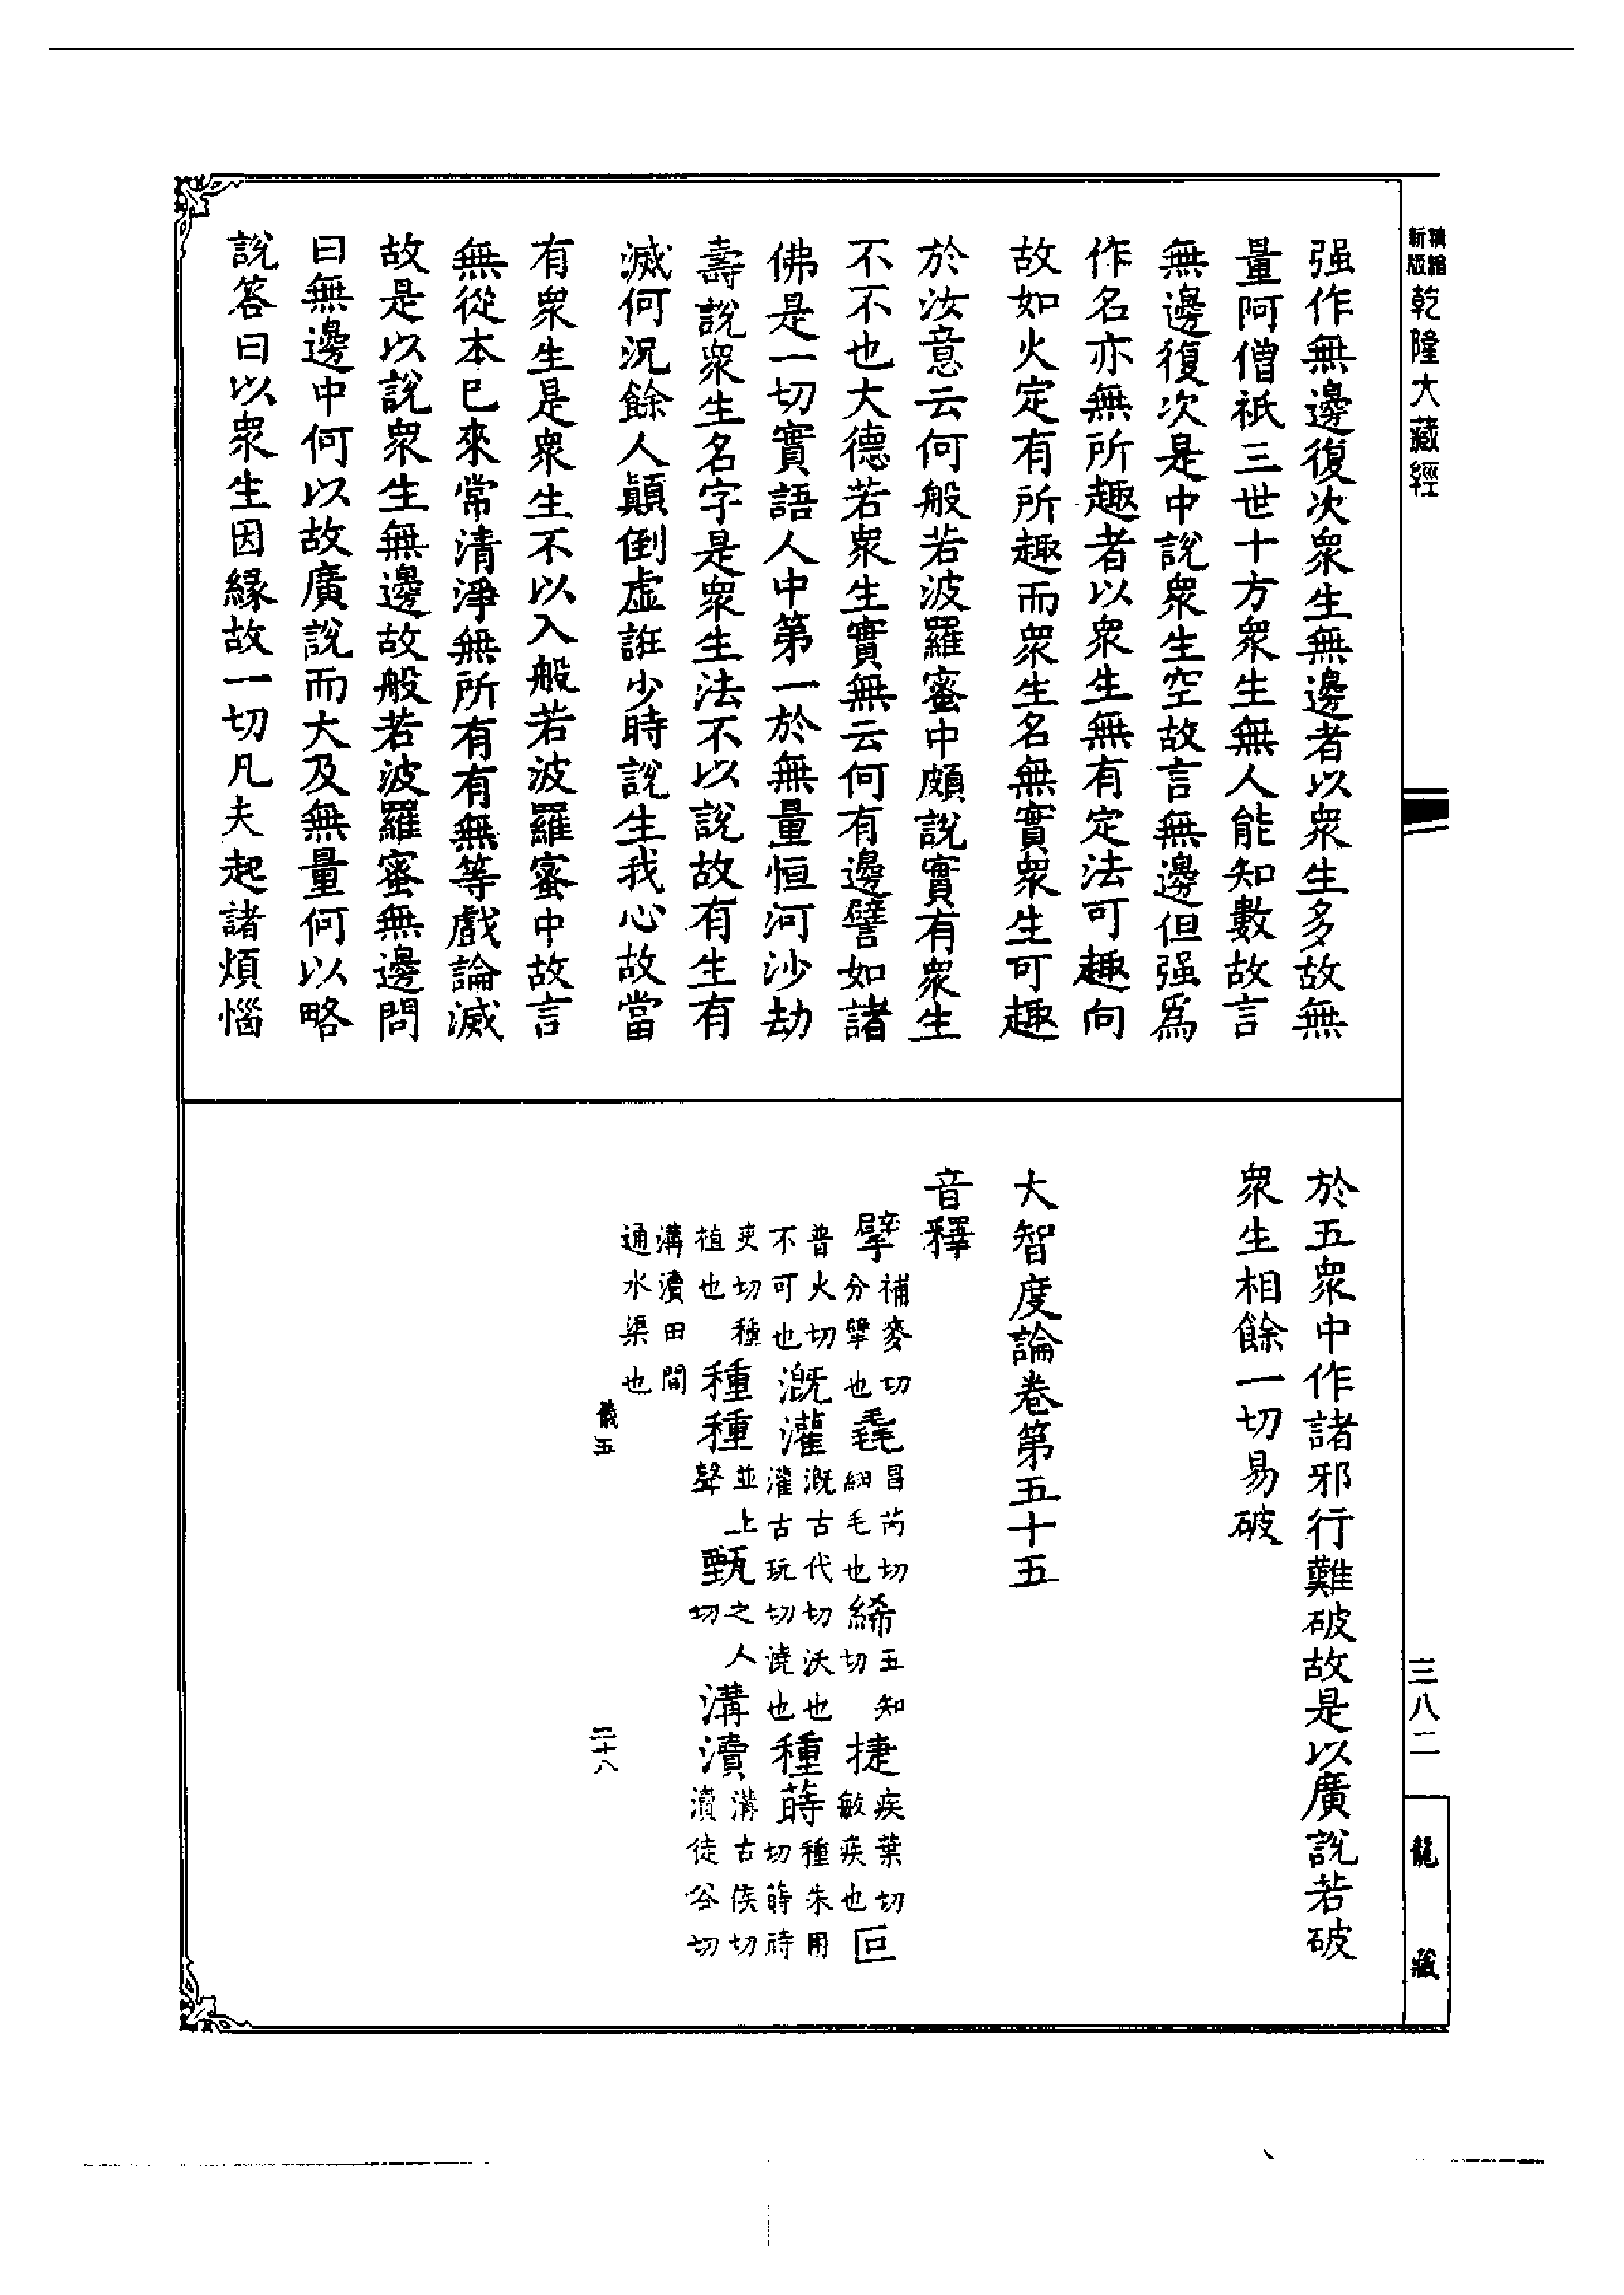 精縮
新版
乾隆大藏經
强作無邊復次衆生無邊者以衆生多故無
量阿僧祇三世十方衆生無人能知數故言
無邊復次是中說衆生空故言無邊但强爲
作名亦無所趣者以衆生無有定法可趣向
故如火定有所趣而衆生名無實衆生可趣
於汝意云何般若波羅蜜中頗說實有衆生
不不也大德若衆生實無云何有邊譬如諸
佛是一切實語人中第一於無量恒河沙劫
壽說衆生名字是衆生法不以說故有生有
滅何況餘人顚倒虛誑少時說生我心故當
有衆生是衆生不以入般若波羅蜜中故言
無從本已來常清淨無所有有無等戲論滅
故是以說衆生無邊故般若波羅蜜無邊問
曰無邊中何以故廣說而大及無量何以略
說答曰以衆生因緣故一切凡夫起諸煩惱
於五衆中作諸邪行難破故是以廣說若破
衆生相餘一切易破
大智度論卷第五十五
音釋
擘補麥切分擘也毳昌芮切細毛也絺丑知切捷疾葉切敏疾也叵
普火切不可也溉灌溉古代切沃也灌古玩切澆也種蒔種朱用切蒔時
吏切種植也種種並上聲甄之人切溝瀆溝古侯切瀆徒谷切
溝瀆田間通水渠也
儀五
二十八
三八二
龍藏